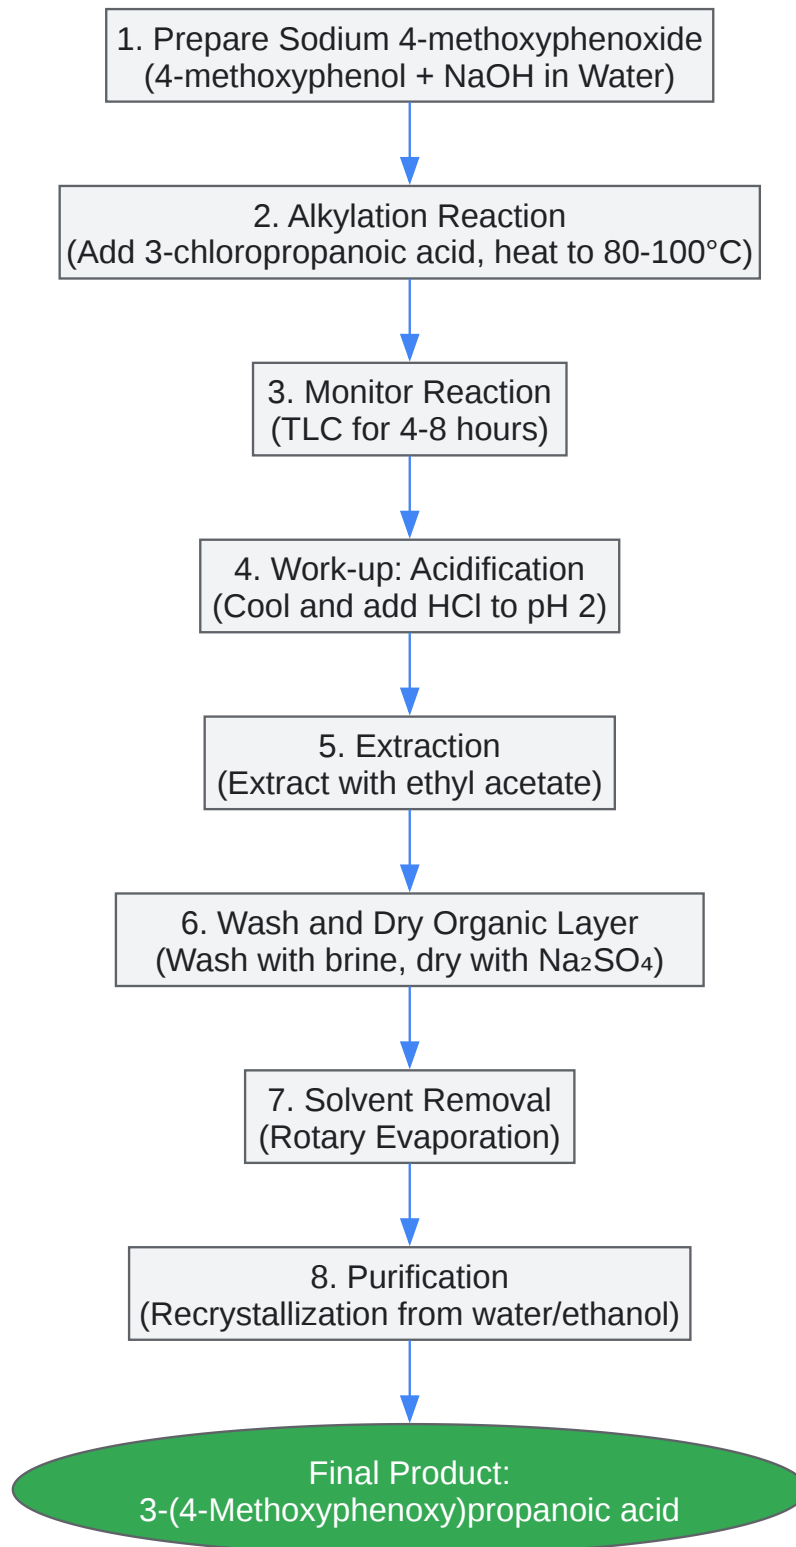 1. Prepare Sodium 4-methoxyphenoxide
(4-methoxyphenol + NaOH in Water)
2. Alkylation Reaction
(Add 3-chloropropanoic acid, heat to 80-100°C)
3. Monitor Reaction
(TLC for 4-8 hours)
4. Work-up: Acidification
(Cool and add HCl to pH 2)
5. Extraction
(Extract with ethyl acetate)
6. Wash and Dry Organic Layer
(Wash with brine, dry with Na₂SO₄)
7. Solvent Removal
(Rotary Evaporation)
8. Purification
(Recrystallization from water/ethanol)
Final Product:
3-(4-Methoxyphenoxy)propanoic acid